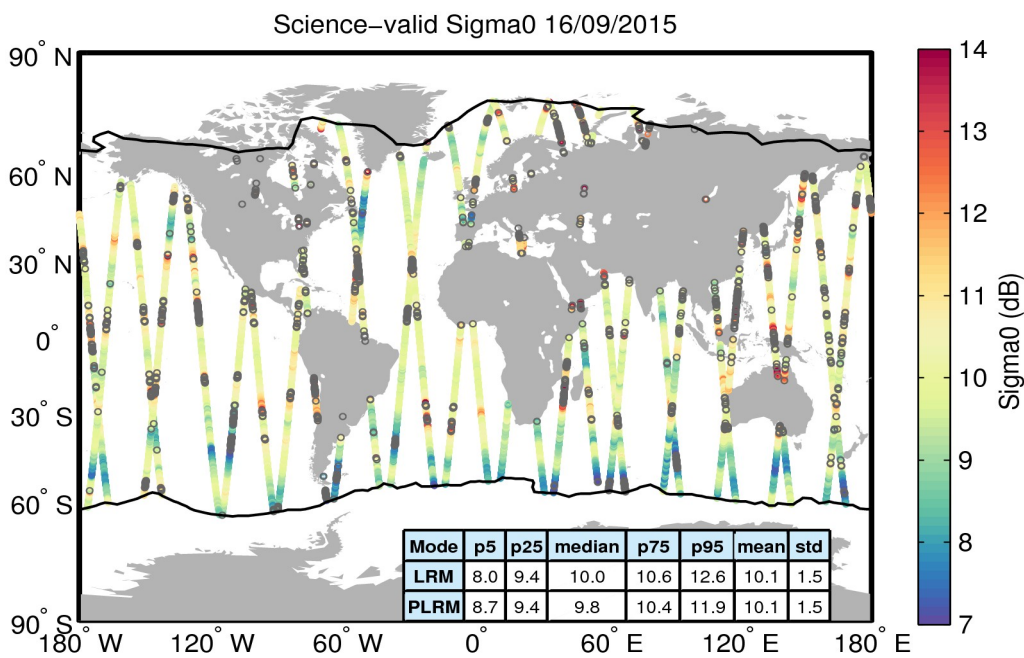 Science−valid Sigma0 16/09/2015
90° N
60° N
30° N
0°
30° S
60° S
90° S
180° W
120° W
60° W
0°
60° E
120° E
180° E
14
13
12
11
10
9
8
7
Sigma0 (dB)
Mode p5 p25 median p75 p95 mean std
LRM 8.0 9.4 10.0 10.6 12.6 10.1 1.5
PLRM 8.7 9.4 9.8 10.4 11.9 10.1 1.5